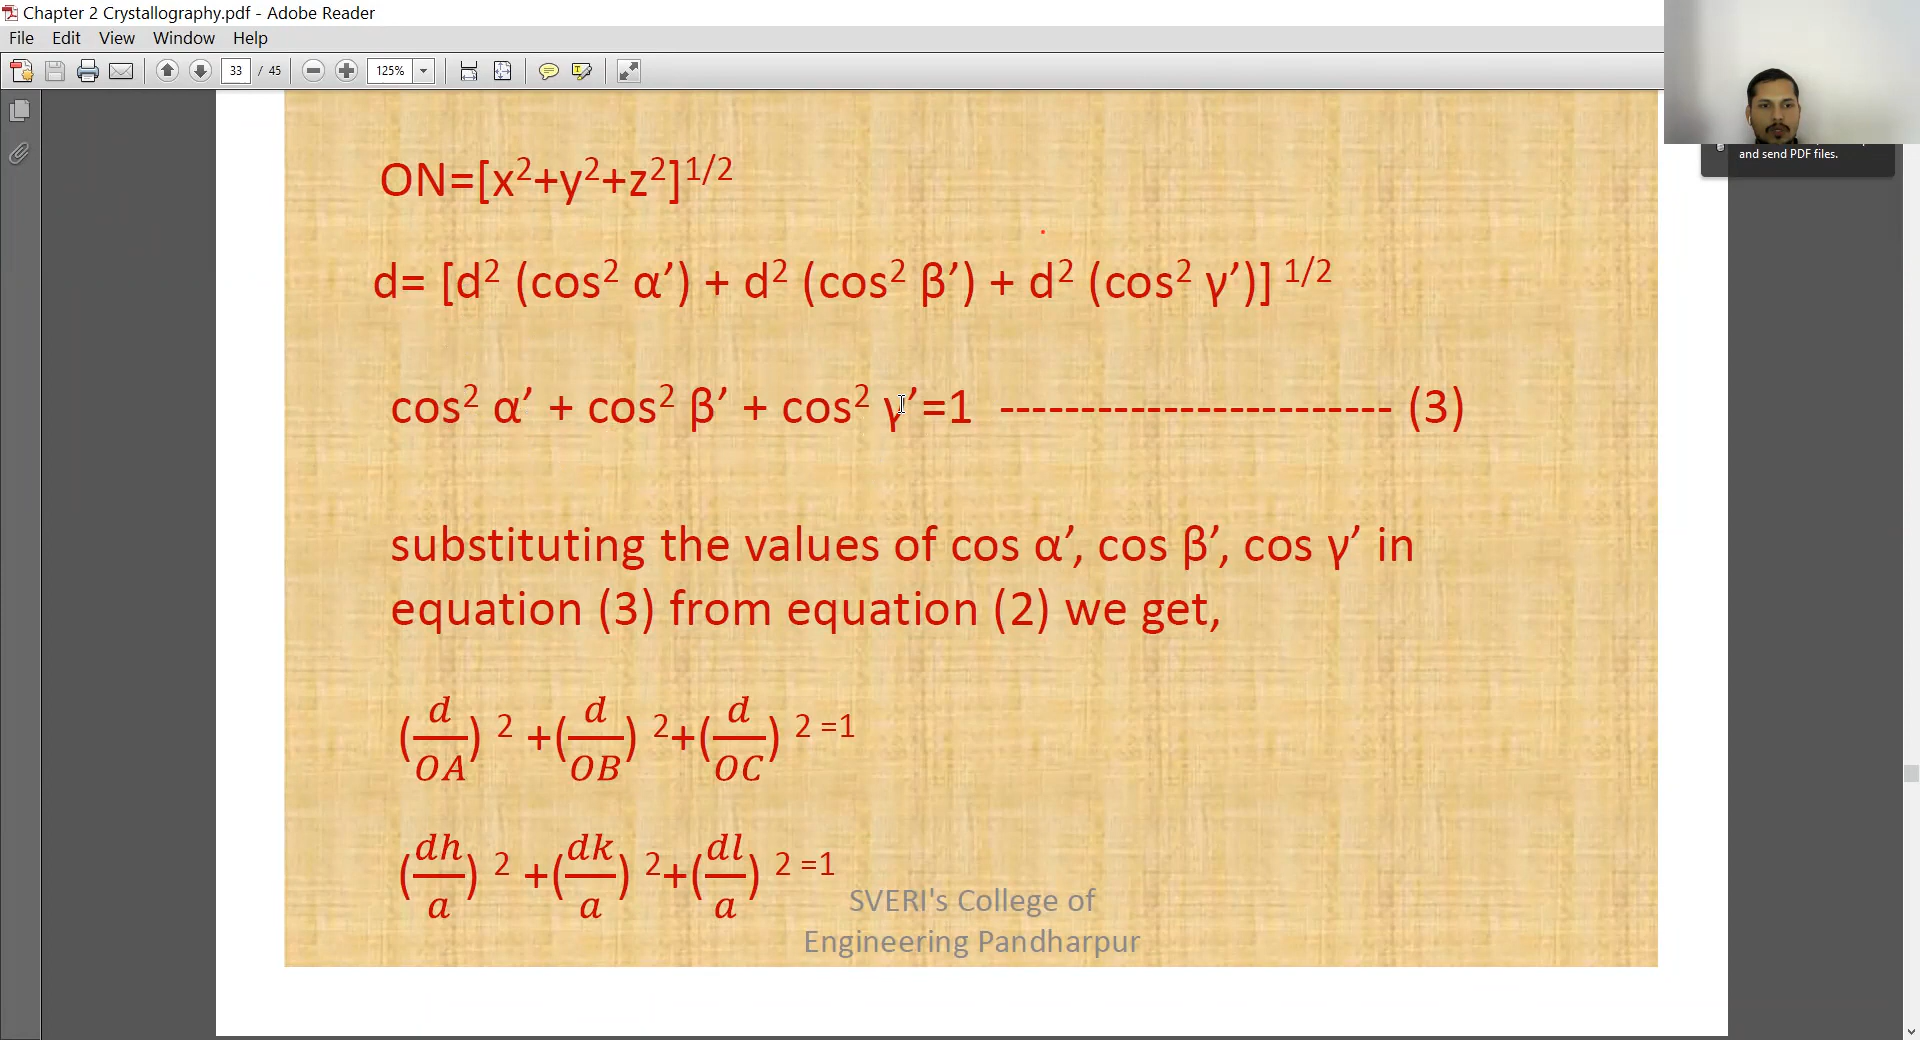 Chapter 2 Crystallography.pdf - Adobe Reader
File Edit View Window Help
33 / 45 125%
and send PDF files.
ON=[x²+y²+z²]^1/2
d= [d² (cos² α’) + d² (cos² β’) + d² (cos² γ’)] ^1/2
cos² α’ + cos² β’ + cos² γ’=1 ------------------------ (3)
substituting the values of cos α’, cos β’, cos γ’ in
equation (3) from equation (2) we get,
(d/OA) ² +(d/OB) ²+(d/OC) ² =1
(dh/a) ² +(dk/a) ²+(dl/a) ² =1
SVERI's College of
Engineering Pandharpur